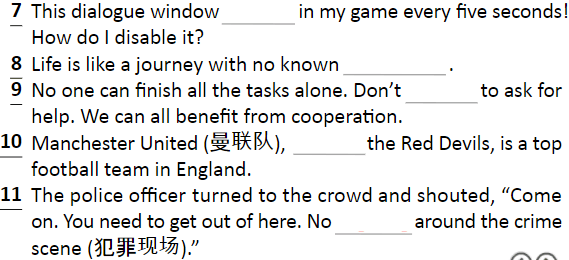 7 This dialogue window ________ in my game every five seconds!
How do I disable it?
8 Life is like a journey with no known ___________ .
9 No one can finish all the tasks alone. Don’t ________ to ask for
help. We can all benefit from cooperation.
10 Manchester United (曼联队), ________ the Red Devils, is a top
football team in England.
11 The police officer turned to the crowd and shouted, “Come
on. You need to get out of here. No ________ around the crime
scene (犯罪现场).”